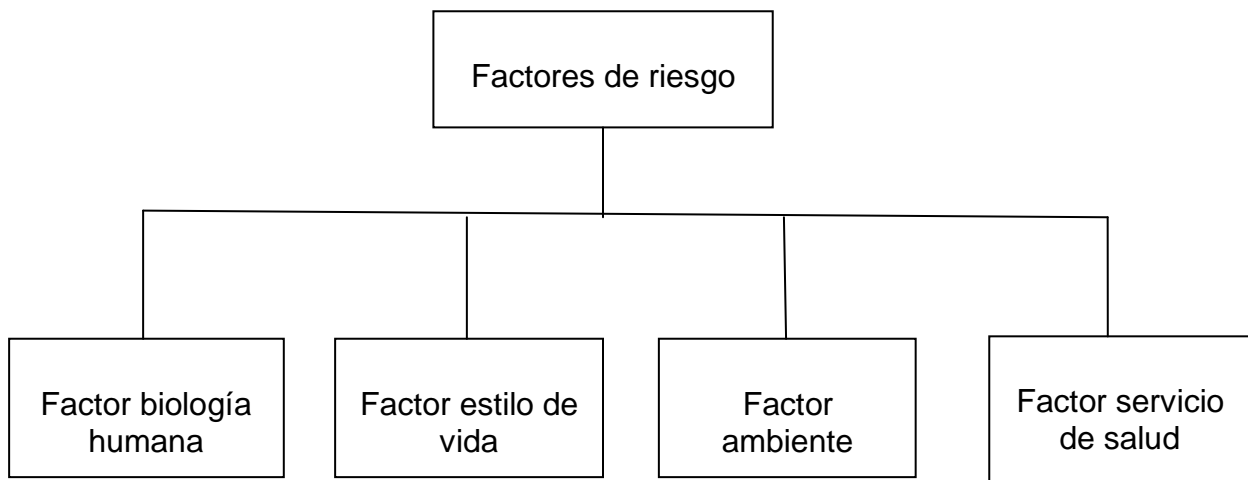 Factores de riesgo
Factor biología
humana
Factor estilo de
vida
Factor
ambiente
Factor servicio
de salud